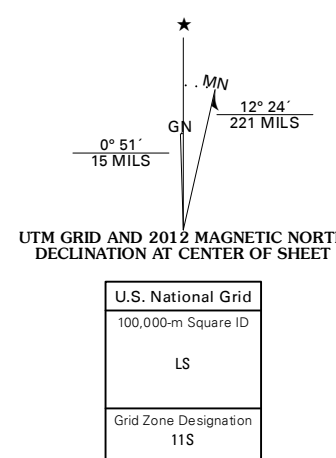 ★
MN
GN
12° 24´
221 MILS
0° 51´
15 MILS
UTM GRID AND 2012 MAGNETIC NORT
DECLINATION AT CENTER OF SHEET
U.S. National Grid
100,000-m Square ID
LS
Grid Zone Designation
11S